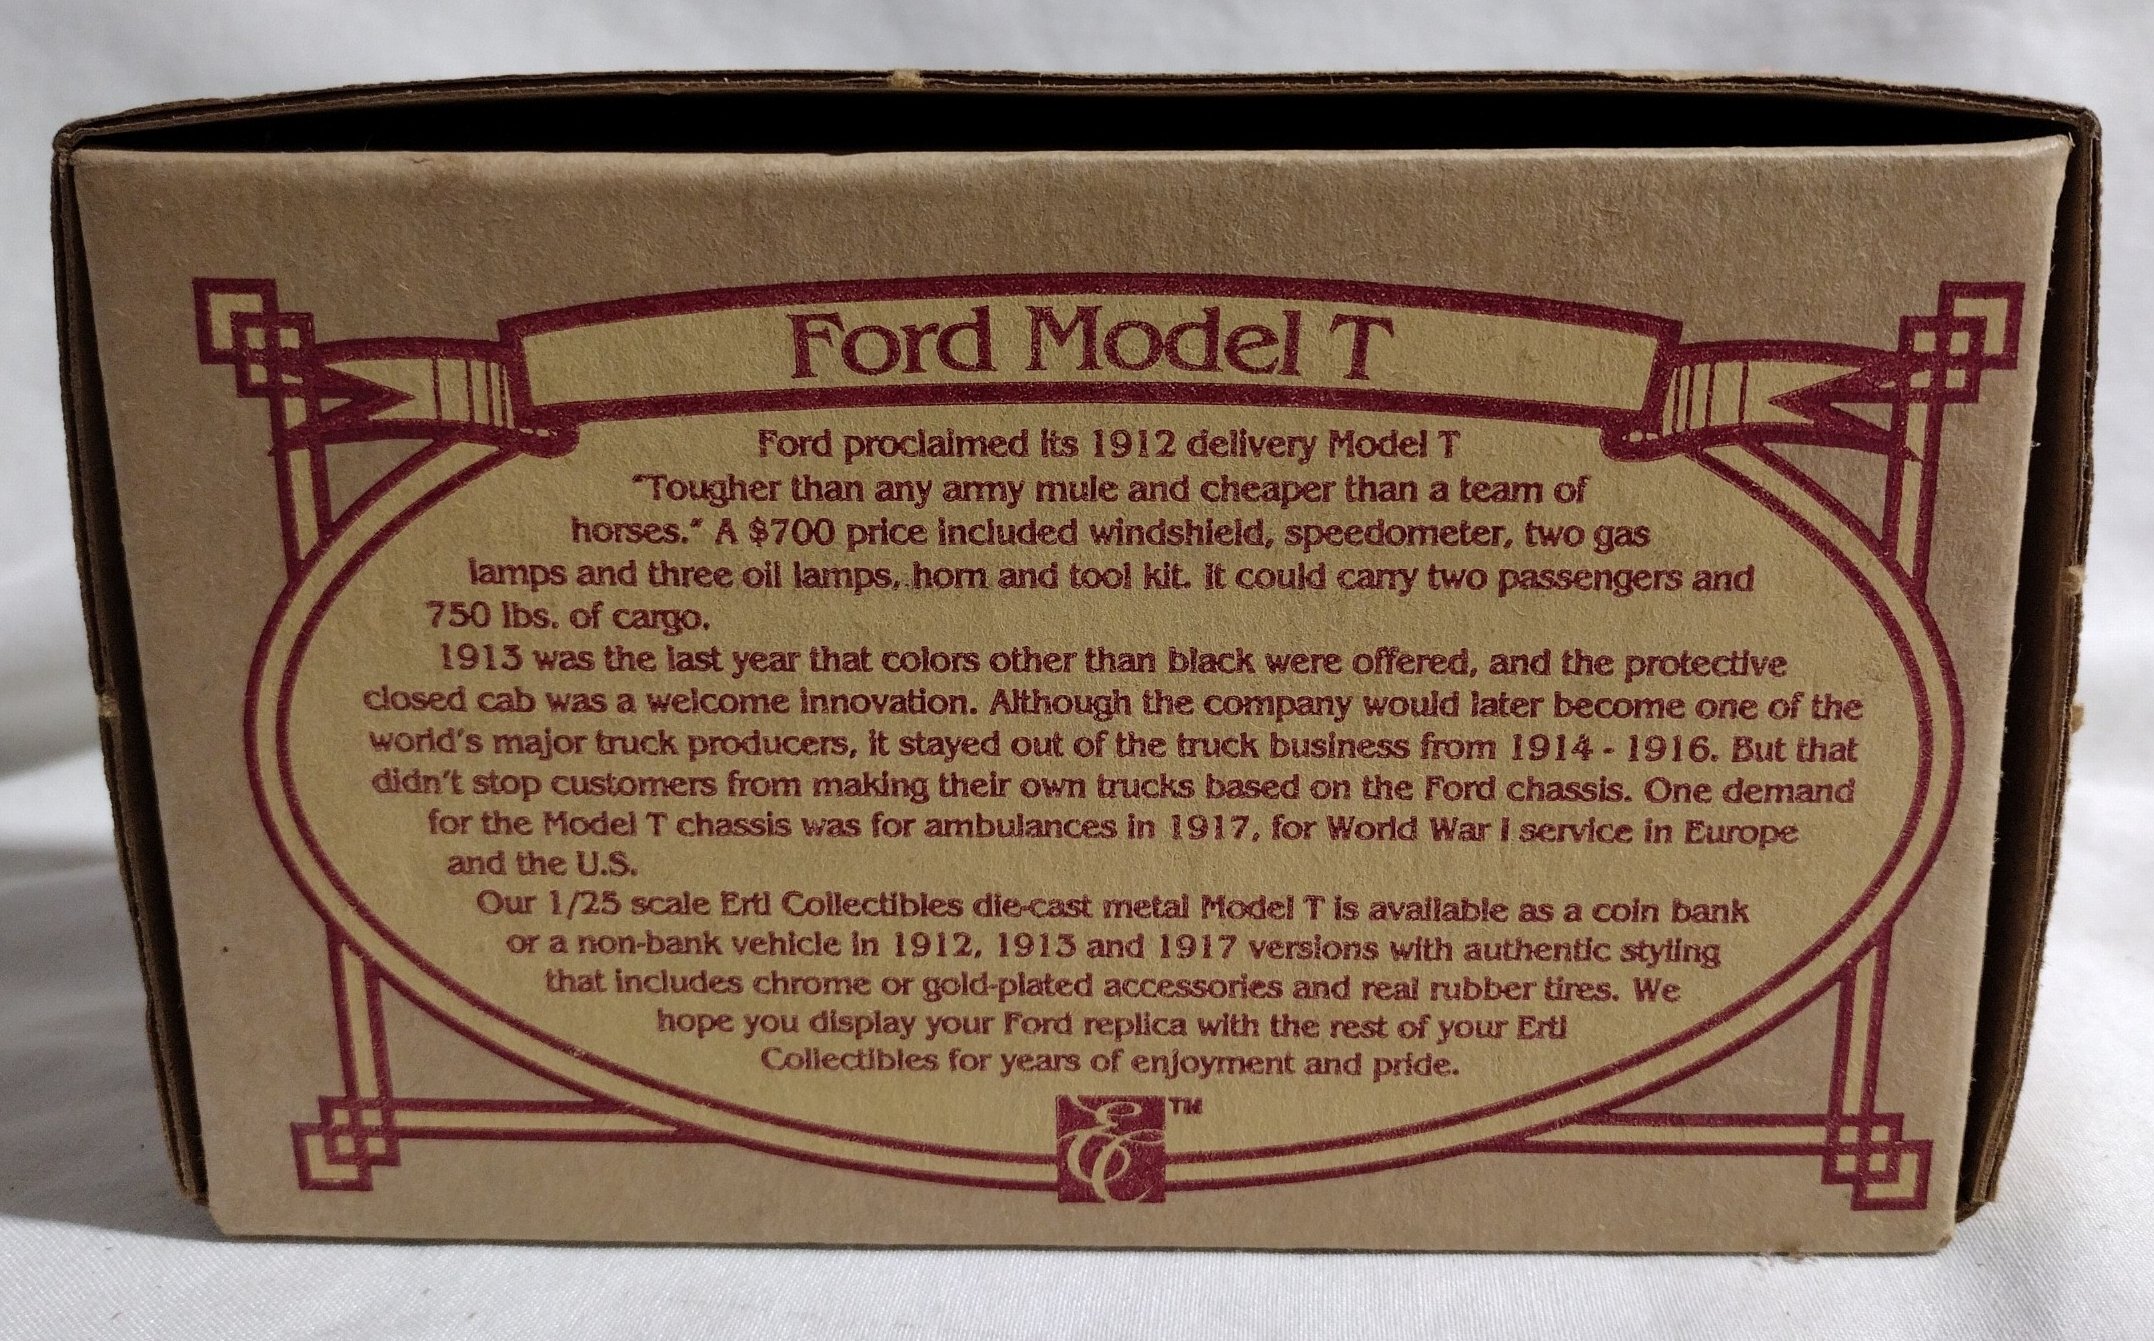 Ford Model T
Ford proclaimed its 1912 delivery Model T
"Tougher than any army mule and cheaper than a team of
horses." A $700 price included windshield, speedometer, two gas
lamps and three oil lamps, horn and tool kit. It could carry two passengers and
750 lbs. of cargo.
1913 was the last year that colors other than black were offered, and the protective
closed cab was a welcome innovation. Although the company would later become one of the
world's major truck producers, it stayed out of the truck business from 1914 - 1916. But that
didn't stop customers from making their own trucks based on the Ford chassis. One demand
for the Model T chassis was for ambulances in 1917, for World War I service in Europe
and the U.S.
Our 1/25 scale Ertl Collectibles die-cast metal Model T is available as a coin bank
or a non-bank vehicle in 1912, 1913 and 1917 versions with authentic styling
that includes chrome or gold-plated accessories and real rubber tires. We
hope you display your Ford replica with the rest of your Ertl
Collectibles for years of enjoyment and pride.
EC TM